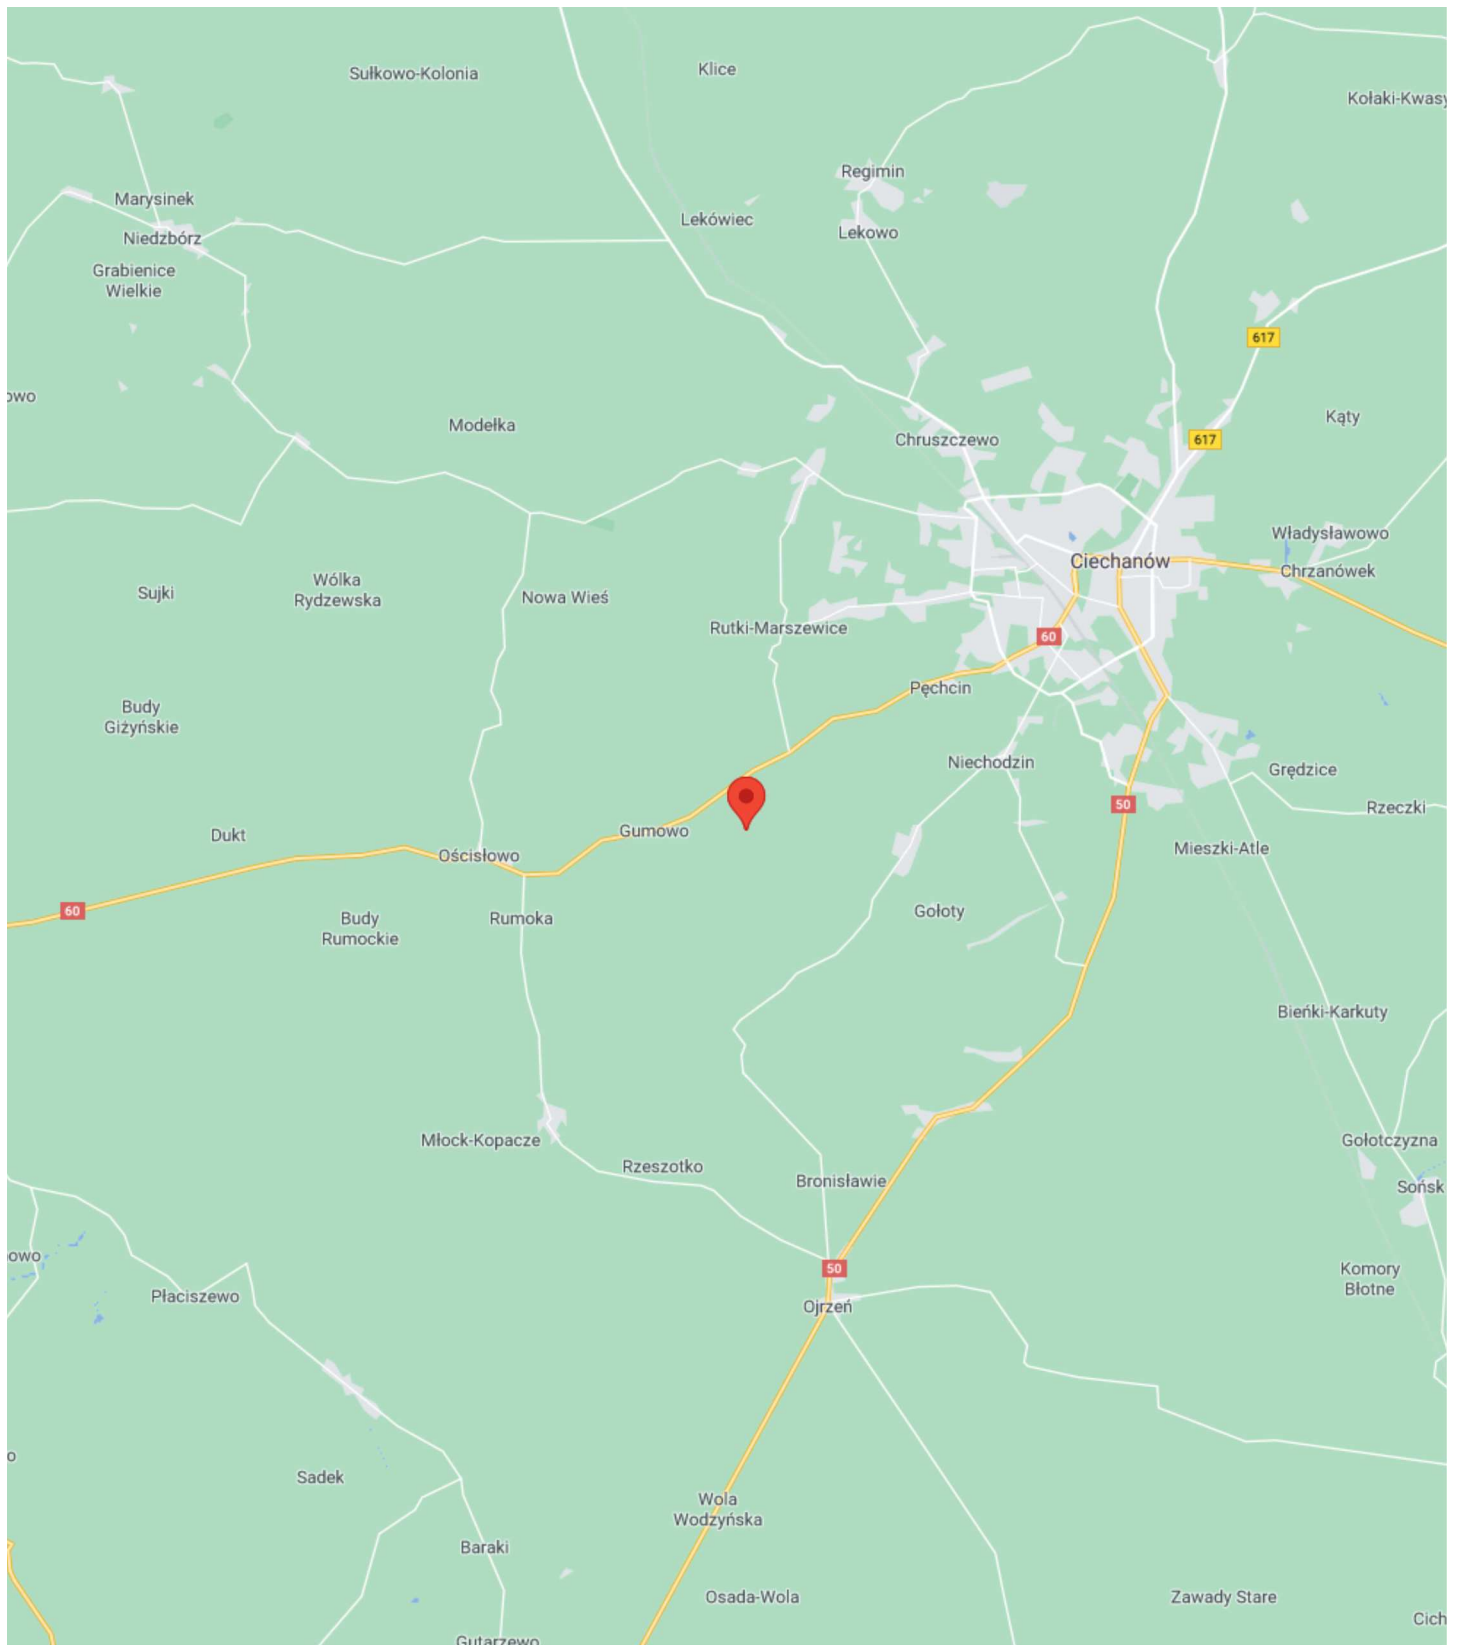 Sułkowo-Kolonia
Klice
Kołaki-Kwasy
Regimin
Marysinek
Lekówiec
Lekowo
Niedzbórz
Grabienice
Wielkie
617
owo
Kąty
Modełka
Chruszczewo
617
Władysławowo
Ciechanów
Chrzanówek
Wólka
Rydzewska
Sujki
Nowa Wieś
Rutki-Marszewice
60
Pęchcin
Budy
Giżyńskie
Niechodzin
Grędzice
50
Rzeczki
Dukt
Gumowo
Ościsłowo
Mieszki-Atle
60
Budy
Rumockie
Rumoka
Gołoty
Bieńki-Karkuty
Młock-Kopacze
Gołotczyzna
Rzeszotko
Bronisławie
Sońsk
owo
50
Komory
Błotne
Płaciszewo
Ojrzeń
o
Sadek
Wola
Wodzyńska
Baraki
Osada-Wola
Zawady Stare
Cich
Gutarzewo